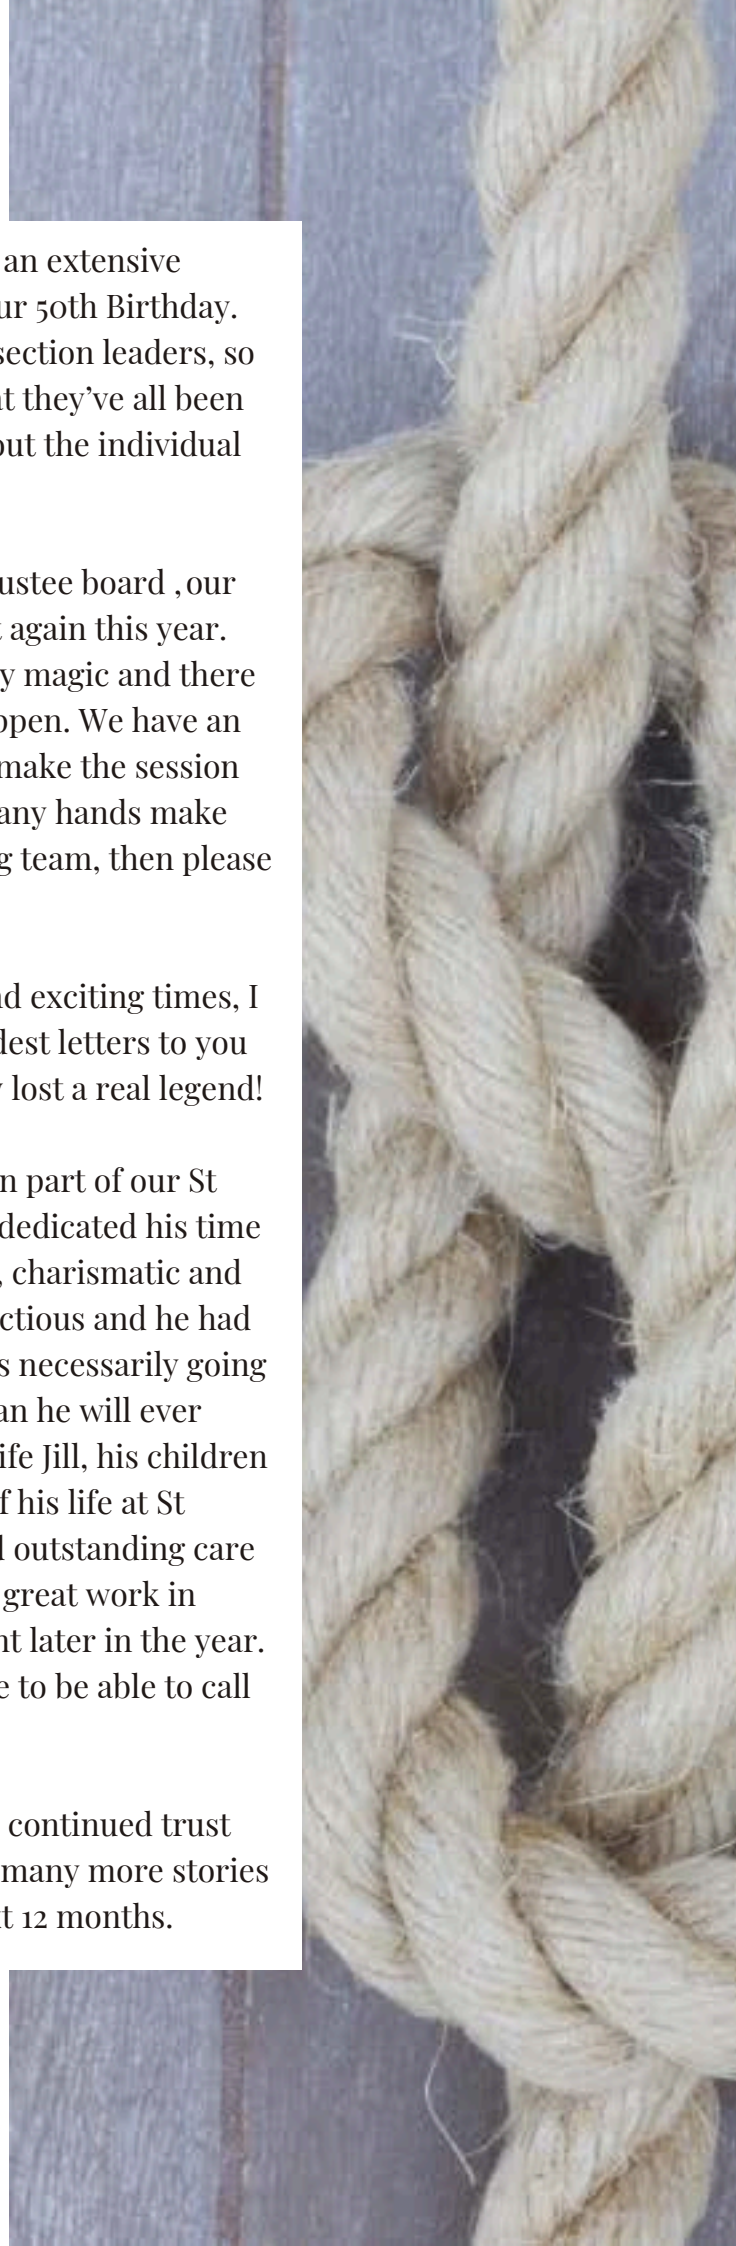 an extensive
ur 50th Birthday.
section leaders, so
t they've all been
out the individual
ustee board ,our
again this year.
y magic and there
ppen. We have an
make the session
any hands make
g team, then please
d exciting times, I
dest letters to you
lost a real legend!
n part of our St
dedicated his time
, charismatic and
ctious and he had
s necessarily going
an he will ever
ife Jill, his children
f his life at St
outstanding care
great work in
nt later in the year.
e to be able to call
continued trust
many more stories
t 12 months.